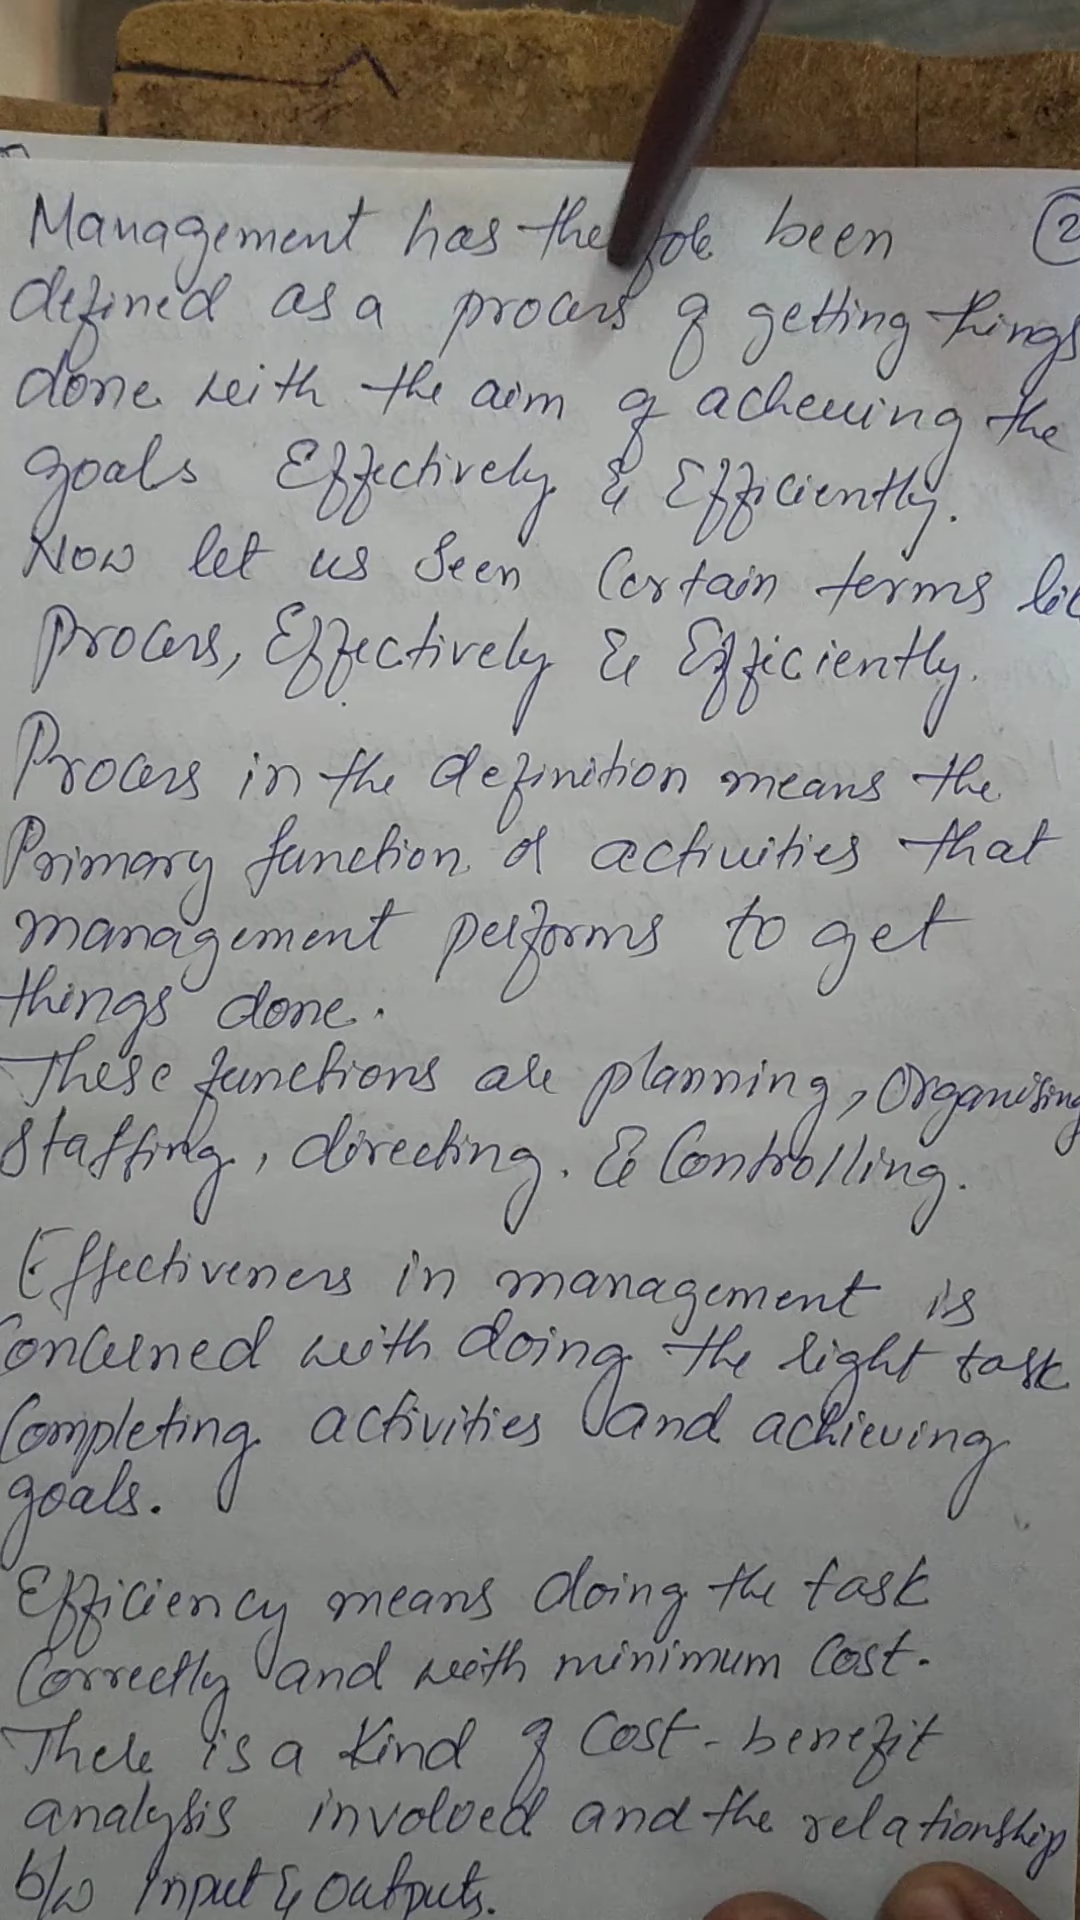 Management has the been
②
defined as a process of getting things
done with the aim of acheving the
goals Effectively & Efficiently.
Now let us seen Certain terms
Process, Effectively & Efficiently.
Process in the definition means the
Primary function of activities that
management performs to get
things done.
These functions are planning, Organising
Staffing, directing. & Controlling.
Effectiveness in management is
Concerned with doing the right task
Completing activities and achieving
goals.
Efficiency means doing the task
Correctly and with minimum Cost.
There is a Kind of Cost - benefit
analysis involved and the relationship
b/w Input & Outputs.